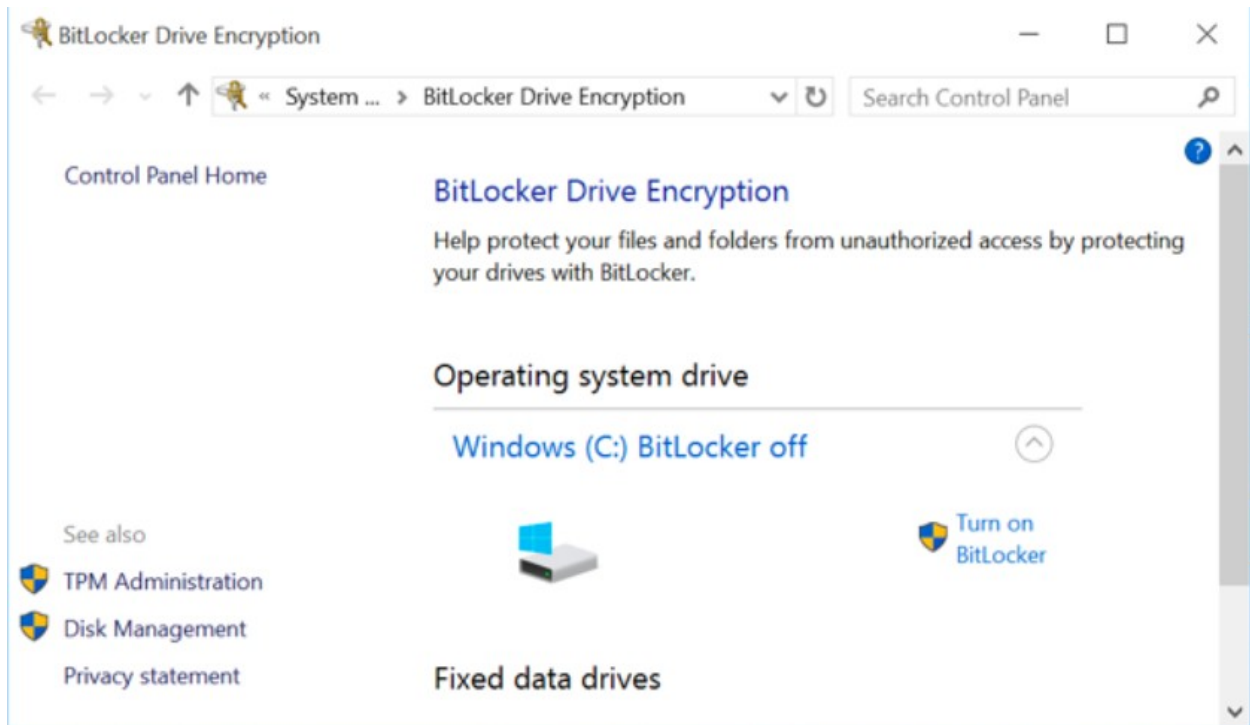 BitLocker Drive Encryption
« System ... > BitLocker Drive Encryption
Search Control Panel
?
Control Panel Home
BitLocker Drive Encryption
Help protect your files and folders from unauthorized access by protecting
your drives with BitLocker.
Operating system drive
Windows (C:) BitLocker off
Turn on
BitLocker
See also
TPM Administration
Disk Management
Privacy statement
Fixed data drives